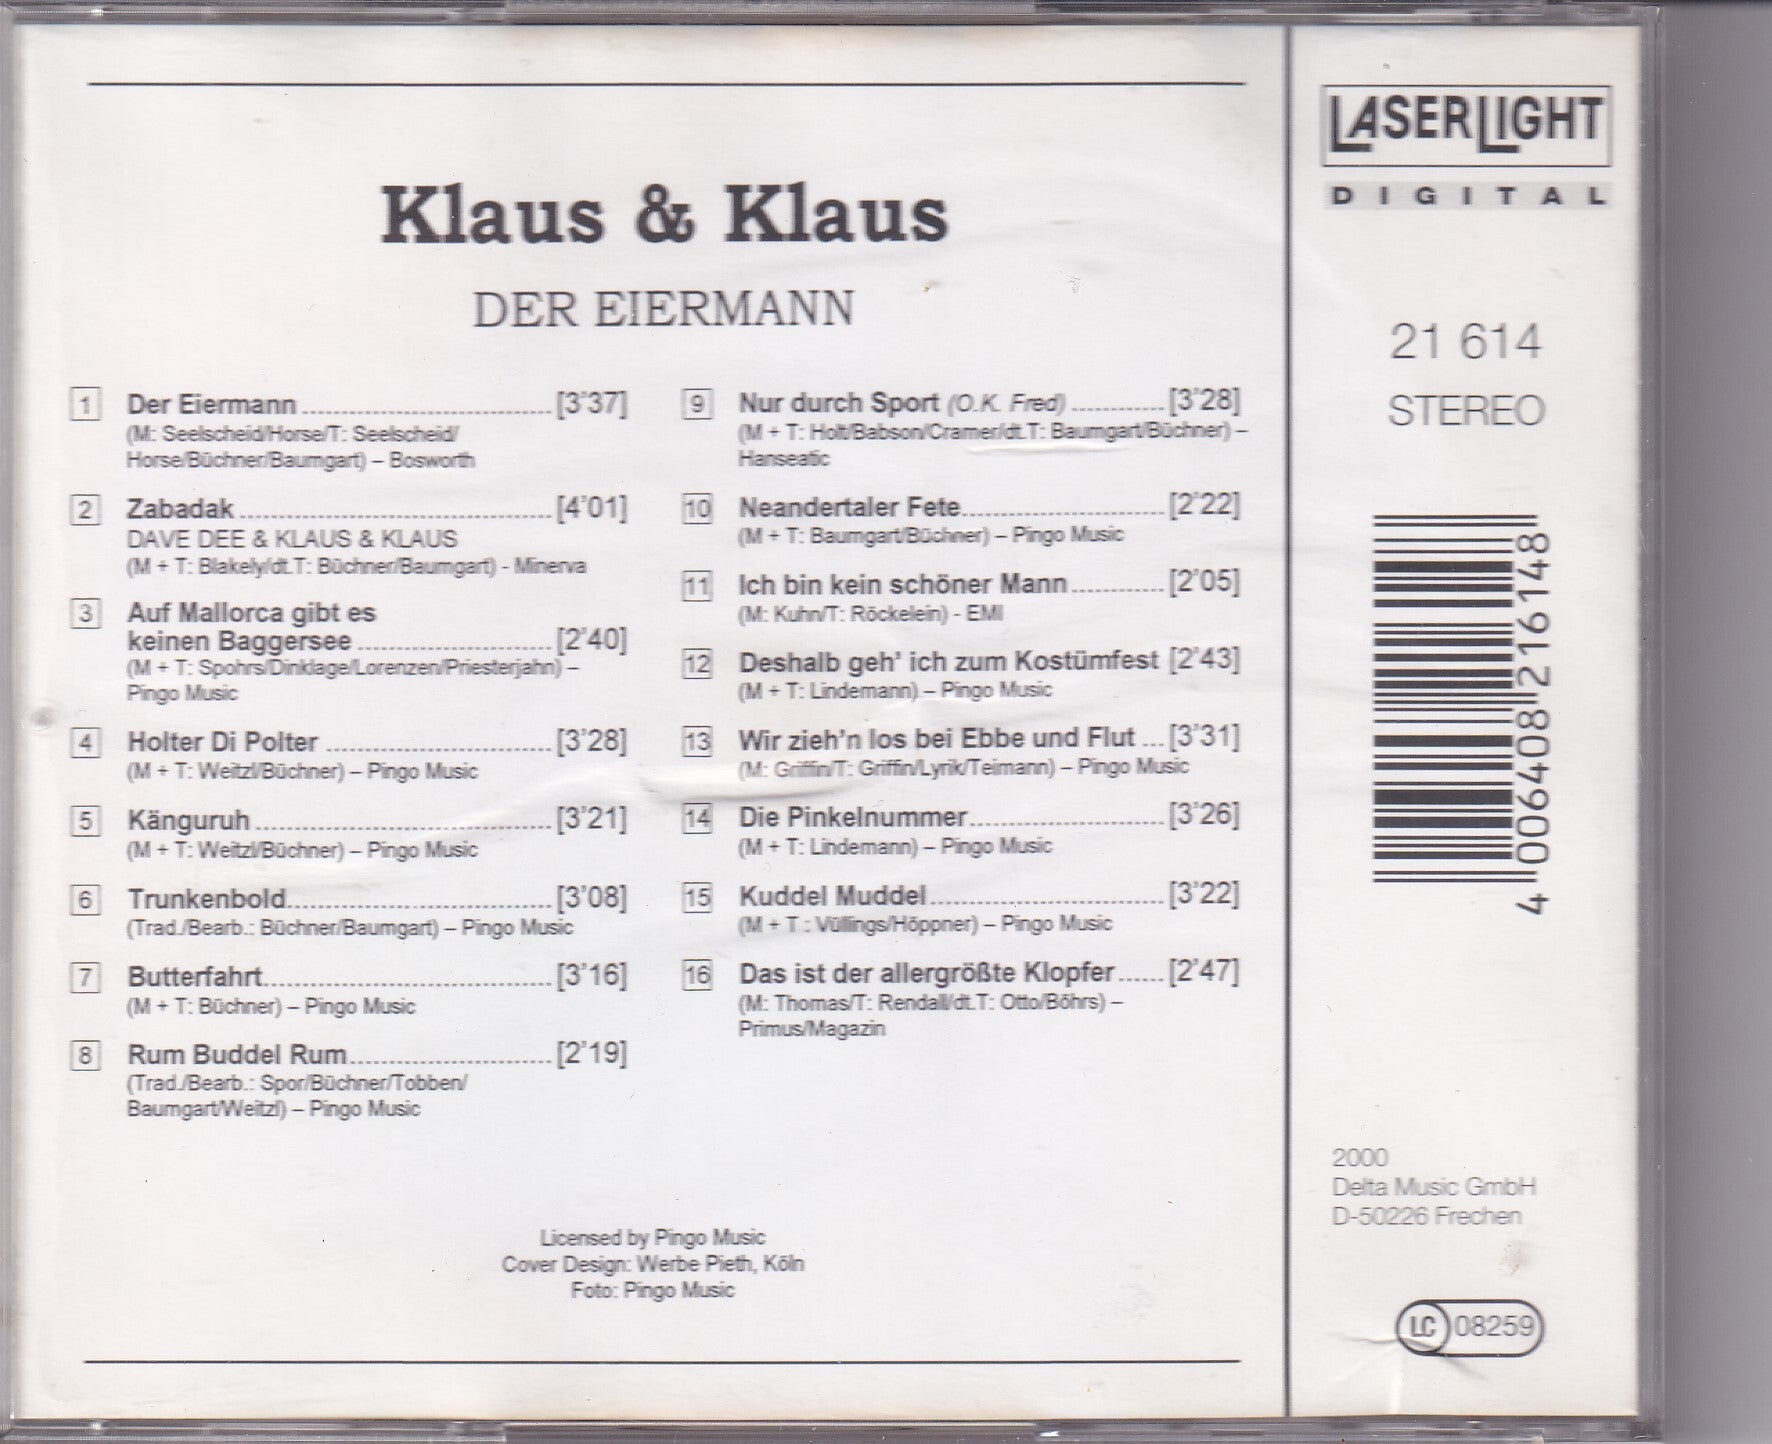 Klaus & Klaus
DER EIERMANN
1 Der Eiermann [3'37]
(M: Seelscheid/Horse/T: Seelscheid/
Horse/Büchner/Baumgart) – Bosworth
2 Zabadak [4'01]
DAVE DEE & KLAUS & KLAUS
(M + T: Blakely/dt.T: Büchner/Baumgart) - Minerva
3 Auf Mallorca gibt es
keinen Baggersee [2'40]
(M + T: Spohrs/Dinklage/Lorenzen/Priesterjahn) –
Pingo Music
4 Holter Di Polter [3'28]
(M + T: Weitzl/Büchner) – Pingo Music
5 Känguruh [3'21]
(M + T: Weitzl/Büchner) – Pingo Music
6 Trunkenbold [3'08]
(Trad./Bearb.: Büchner/Baumgart) – Pingo Music
7 Butterfahrt [3'16]
(M + T: Büchner) – Pingo Music
8 Rum Buddel Rum [2'19]
(Trad./Bearb.: Spor/Büchner/Tobben/
Baumgart/Weitzl) – Pingo Music
9 Nur durch Sport (O.K. Fred) [3'28]
(M + T: Holt/Babson/Cramer/dt.T: Baumgart/Büchner) –
Hanseatic
10 Neandertaler Fete [2'22]
(M + T: Baumgart/Büchner) – Pingo Music
11 Ich bin kein schöner Mann [2'05]
(M: Kuhn/T: Röckelein) - EMI
12 Deshalb geh' ich zum Kostümfest [2'43]
(M + T: Lindemann) – Pingo Music
13 Wir zieh'n los bei Ebbe und Flut ... [3'31]
(M: Griffin/T: Griffin/Lyrik/Teimann) – Pingo Music
14 Die Pinkelnummer [3'26]
(M + T: Lindemann) – Pingo Music
15 Kuddel Muddel [3'22]
(M + T : Vüllings/Höppner) – Pingo Music
16 Das ist der allergrößte Klopfer [2'47]
(M: Thomas/T: Rendall/dt.T: Otto/Böhrs) –
Primus/Magazin
Licensed by Pingo Music
Cover Design: Werbe Pieth, Köln
Foto: Pingo Music
LASERLIGHT
DIGITAL
21 614
STEREO
4 006408 216148
2000
Delta Music GmbH
D-50226 Frechen
LC 08259